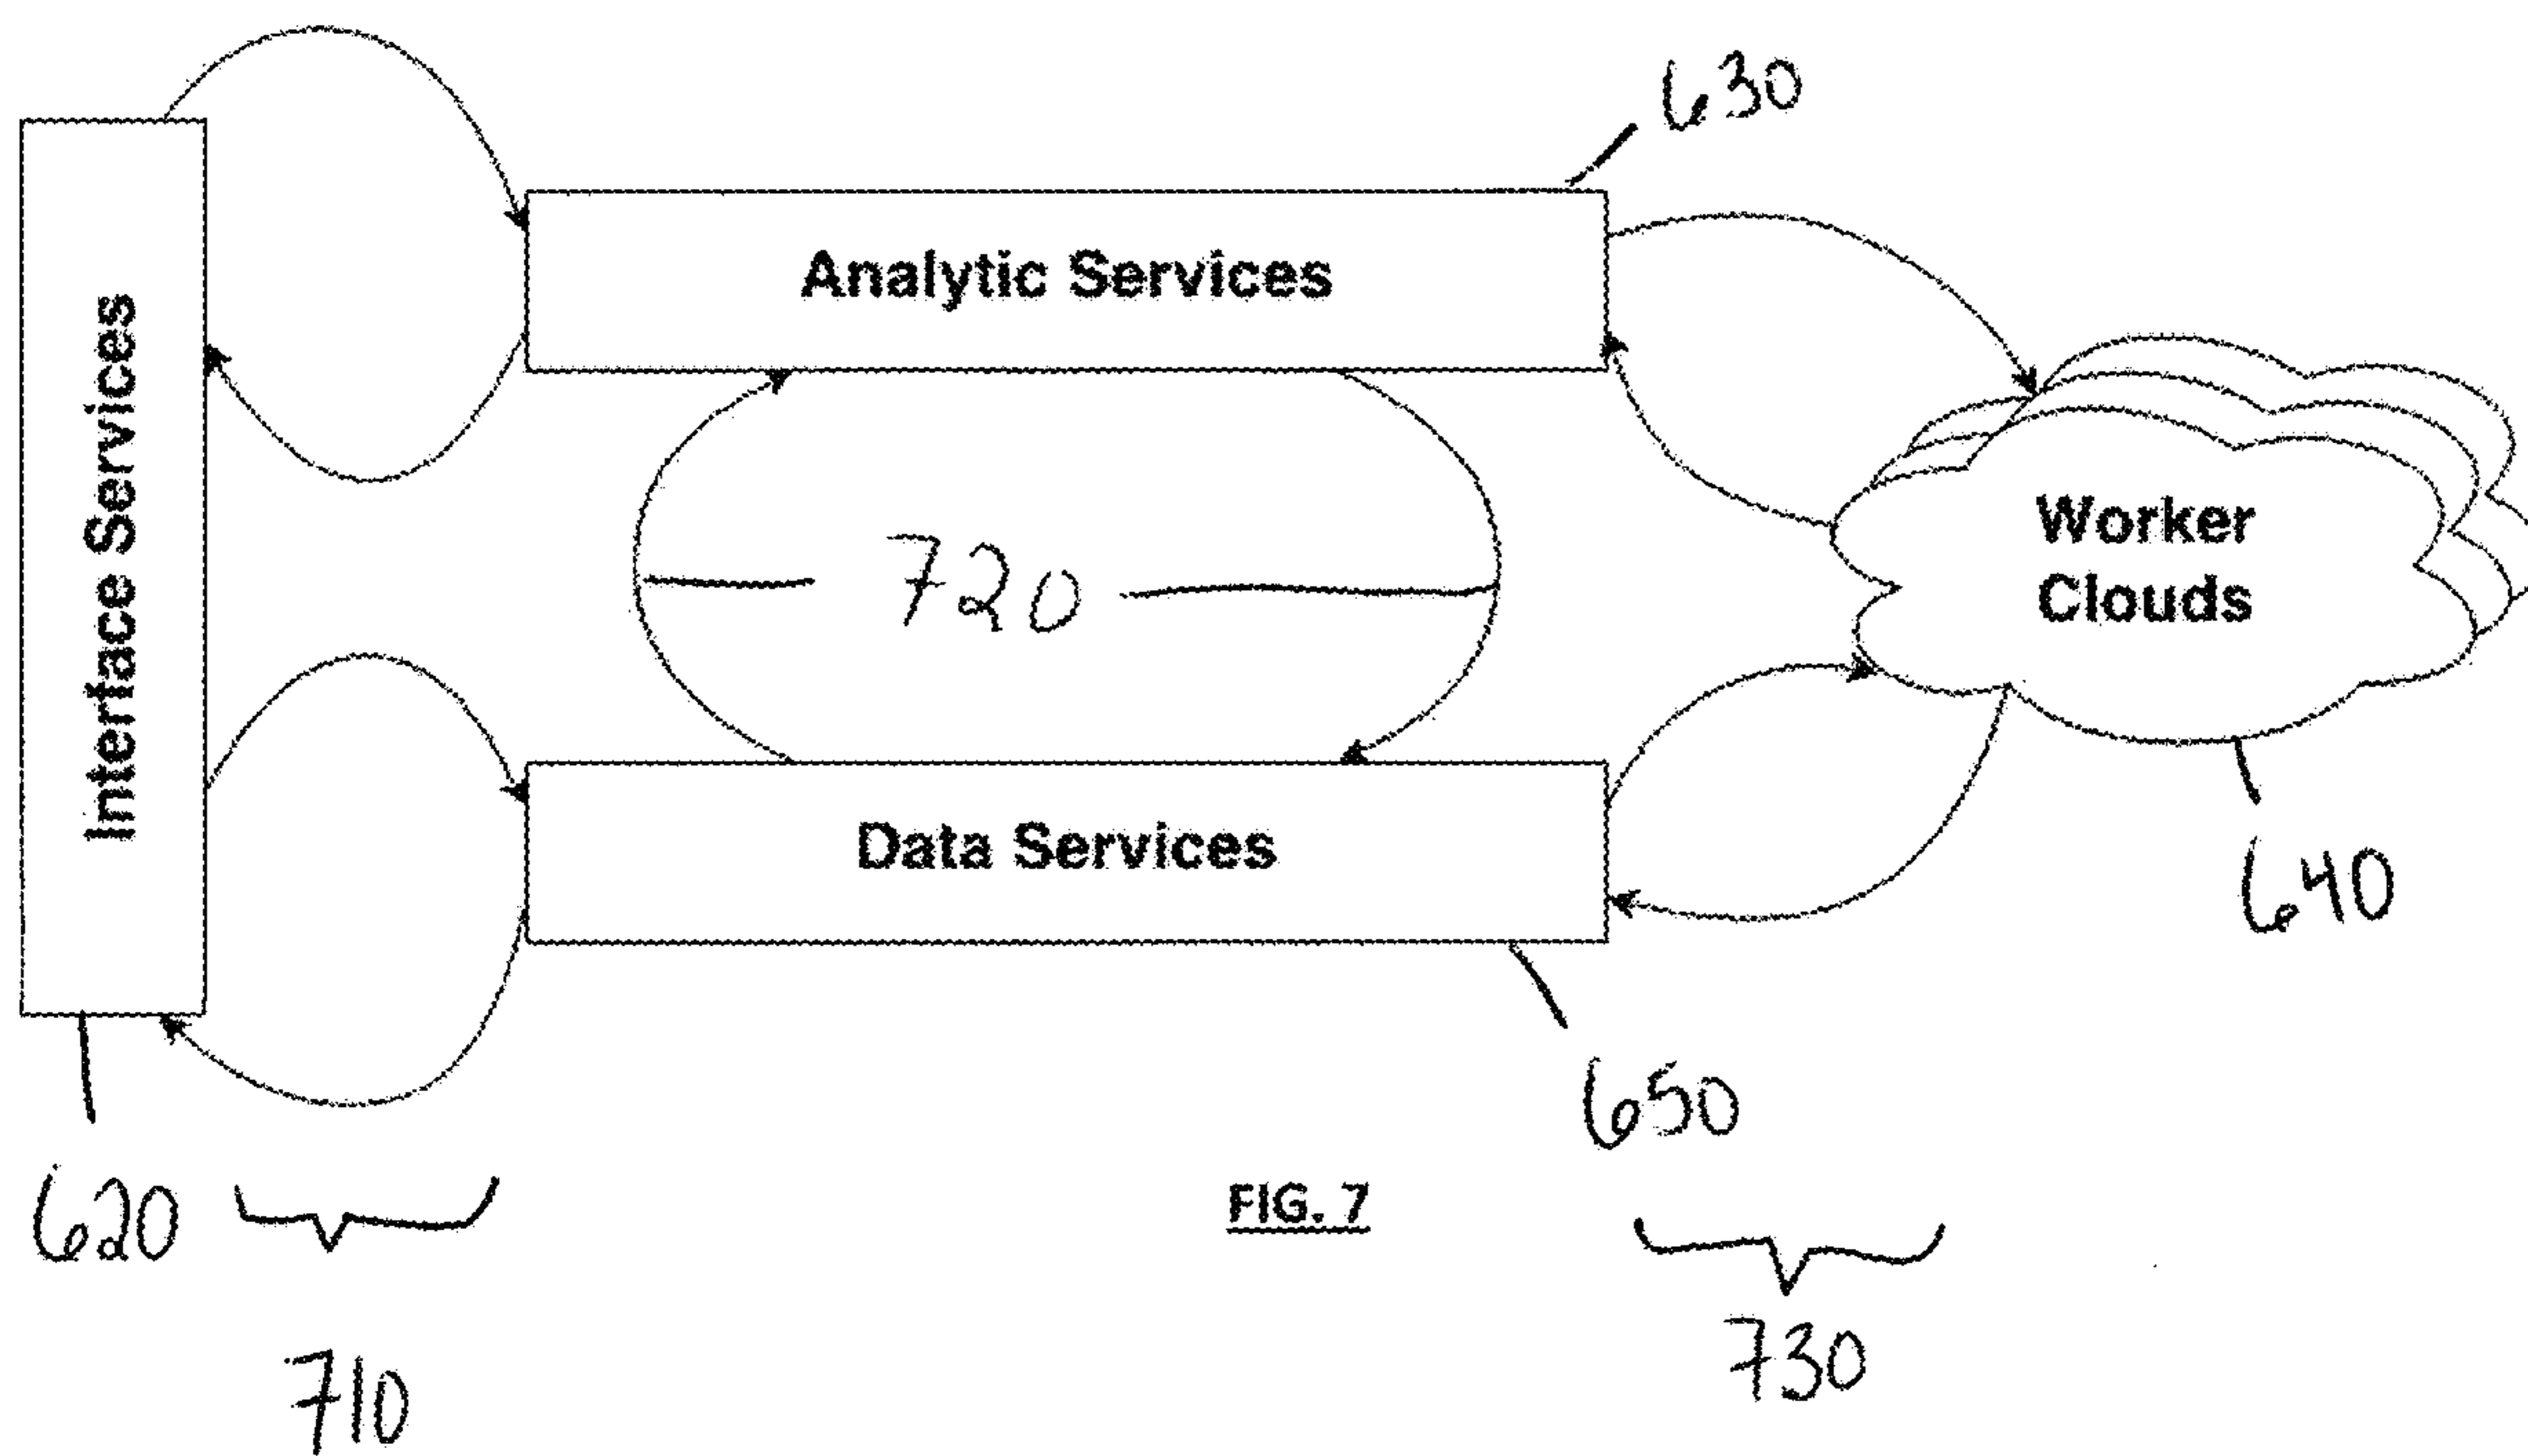 630
Analytic Services
Interface Services
Worker
Clouds
720
Data Services
640
650
620
FIG. 7
730
710